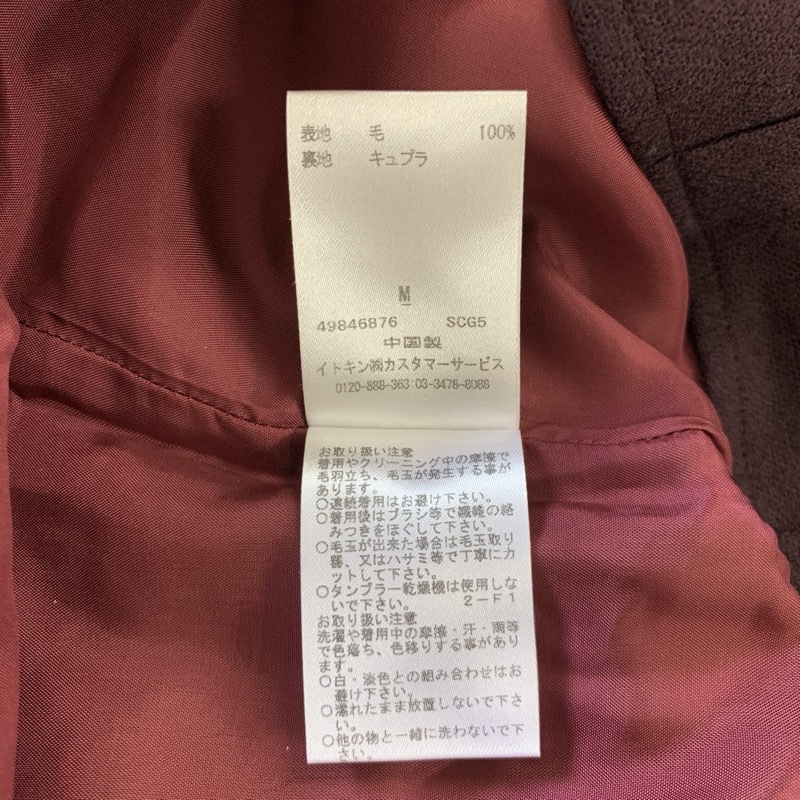 表地 毛 100%
裏地 キュプラ
M
49846876 SCG5
中国製
イトキン㈱カスタマーサービス
0120-888-363:03-3478-8088
お取り扱い注意
着用やクリーニング中の摩擦で
毛羽立ち、毛玉が発生する事が
あります。
○連続着用はお避け下さい。
○着用後はブラシ等で繊維の絡
みつきをほぐして下さい。
○毛玉が出来た場合は毛玉取り
器、又はハサミ等で丁寧にカ
ットして下さい。
○タンブラー乾燥機は使用しな
いで下さい。 2-F1
お取り扱い注意
洗濯や着用中の摩擦・汗・雨等
で色落ち、色移りする事があり
ます。
○白・淡色との組み合わせはお
避け下さい。
○濡れたまま放置しないで下さ
い。
○他の物と一緒に洗わないで下
さい。